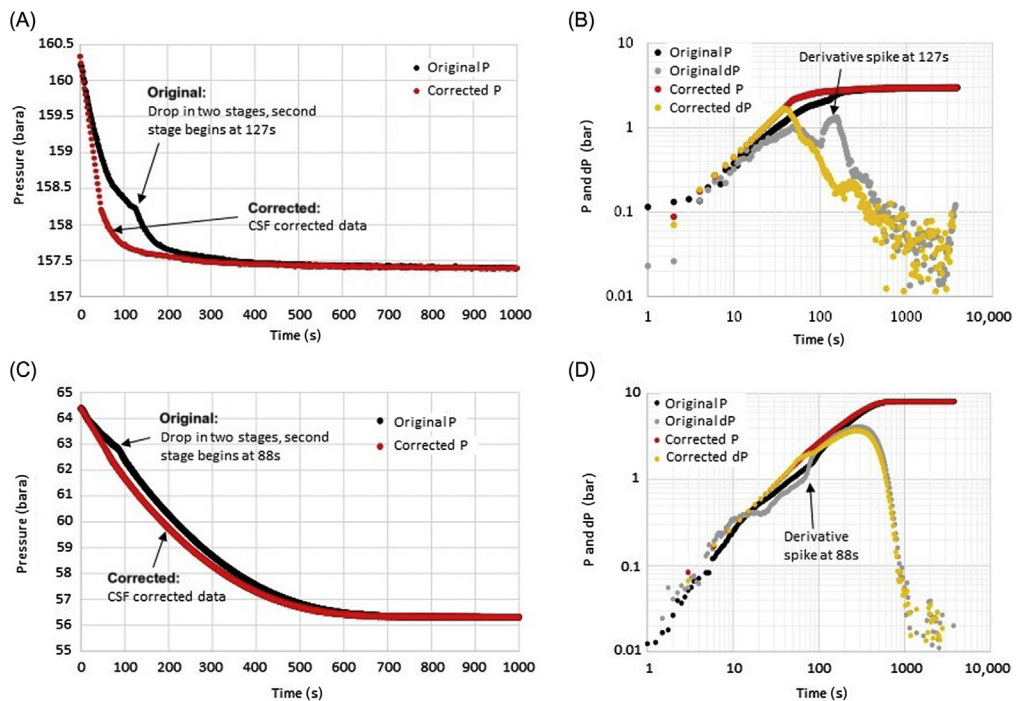 (A)
160.5
160
159.5
159
158.5
158
157.5
157
Pressure (bara)
0 100 200 300 400 500 600 700 800 900 1000
Time (s)
Original P
Corrected P
Original:
Drop in two stages, second
stage begins at 127s
Corrected:
CSF corrected data
(B)
10
1
0.1
0.01
P and dP (bar)
1 10 100 1000 10,000
Time (s)
Original P
Original dP
Corrected P
Corrected dP
Derivative spike at 127s
(C)
65
64
63
62
61
60
59
58
57
56
55
Pressure (bara)
0 100 200 300 400 500 600 700 800 900 1000
Time (s)
Original P
Corrected P
Original:
Drop in two stages, second
stage begins at 88s
Corrected:
CSF corrected data
(D)
10
1
0.1
0.01
P and dP (bar)
1 10 100 1000 10,000
Time (s)
Original P
Original dP
Corrected P
Corrected dP
Derivative
spike at 88s